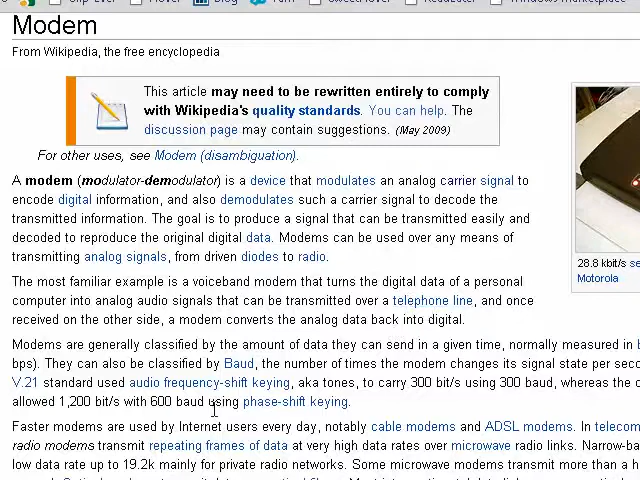 Blog
Modem
From Wikipedia, the free encyclopedia
This article may need to be rewritten entirely to comply
with Wikipedia's quality standards. You can help. The
discussion page may contain suggestions. (May 2009)
For other uses, see Modem (disambiguation).
A modem (modulator-demodulator) is a device that modulates an analog carrier signal to
encode digital information, and also demodulates such a carrier signal to decode the
transmitted information. The goal is to produce a signal that can be transmitted easily and
decoded to reproduce the original digital data. Modems can be used over any means of
transmitting analog signals, from driven diodes to radio.
28.8 kbit/s se
Motorola
The most familiar example is a voiceband modem that turns the digital data of a personal
computer into analog audio signals that can be transmitted over a telephone line, and once
received on the other side, a modem converts the analog data back into digital.
Modems are generally classified by the amount of data they can send in a given time, normally measured in b
bps). They can also be classified by Baud, the number of times the modem changes its signal state per seco
V.21 standard used audio frequency-shift keying, aka tones, to carry 300 bit/s using 300 baud, whereas the o
allowed 1,200 bit/s with 600 baud using phase-shift keying.
Faster modems are used by Internet users every day, notably cable modems and ADSL modems. In telecom
radio modems transmit repeating frames of data at very high data rates over microwave radio links. Narrow-ba
low data rate up to 19.2k mainly for private radio networks. Some microwave modems transmit more than a h